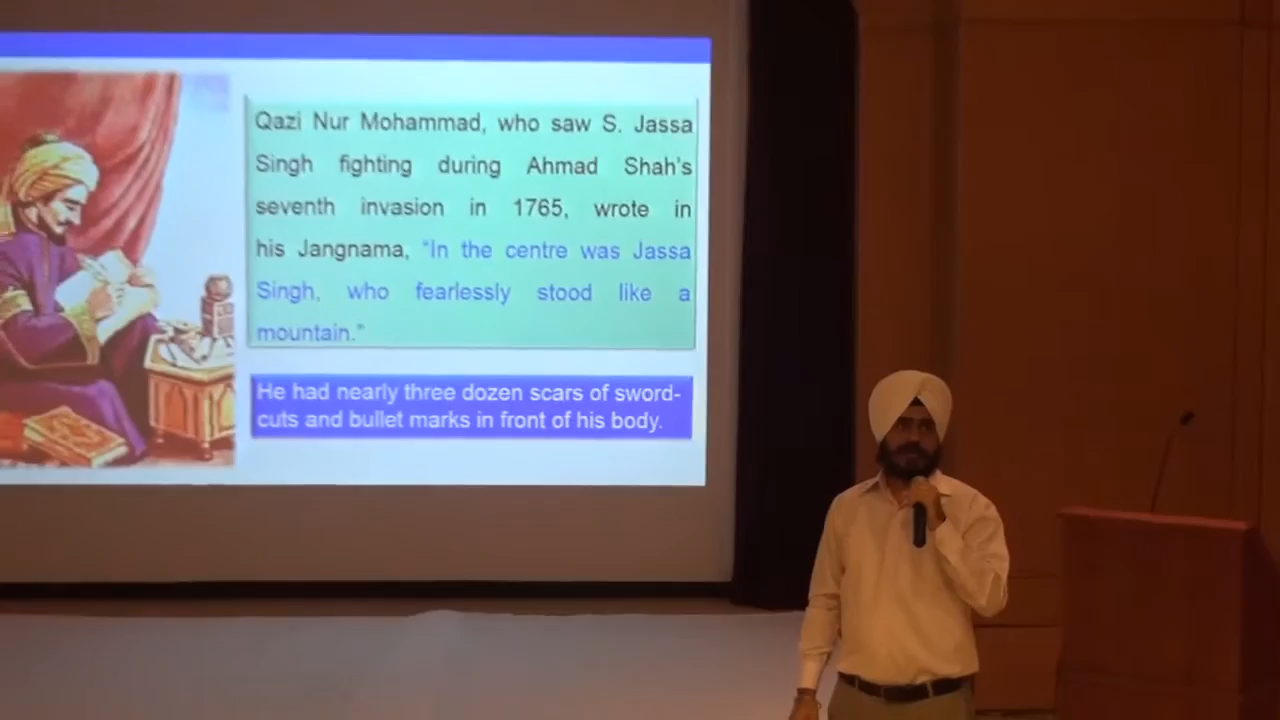 Qazi Nur Mohammad, who saw S. Jassa
Singh fighting during Ahmad Shah's
seventh invasion in 1765, wrote in
his Jangnama, "In the centre was Jassa
Singh, who fearlessly stood like a
mountain."
He had nearly three dozen scars of sword-
cuts and bullet marks in front of his body.